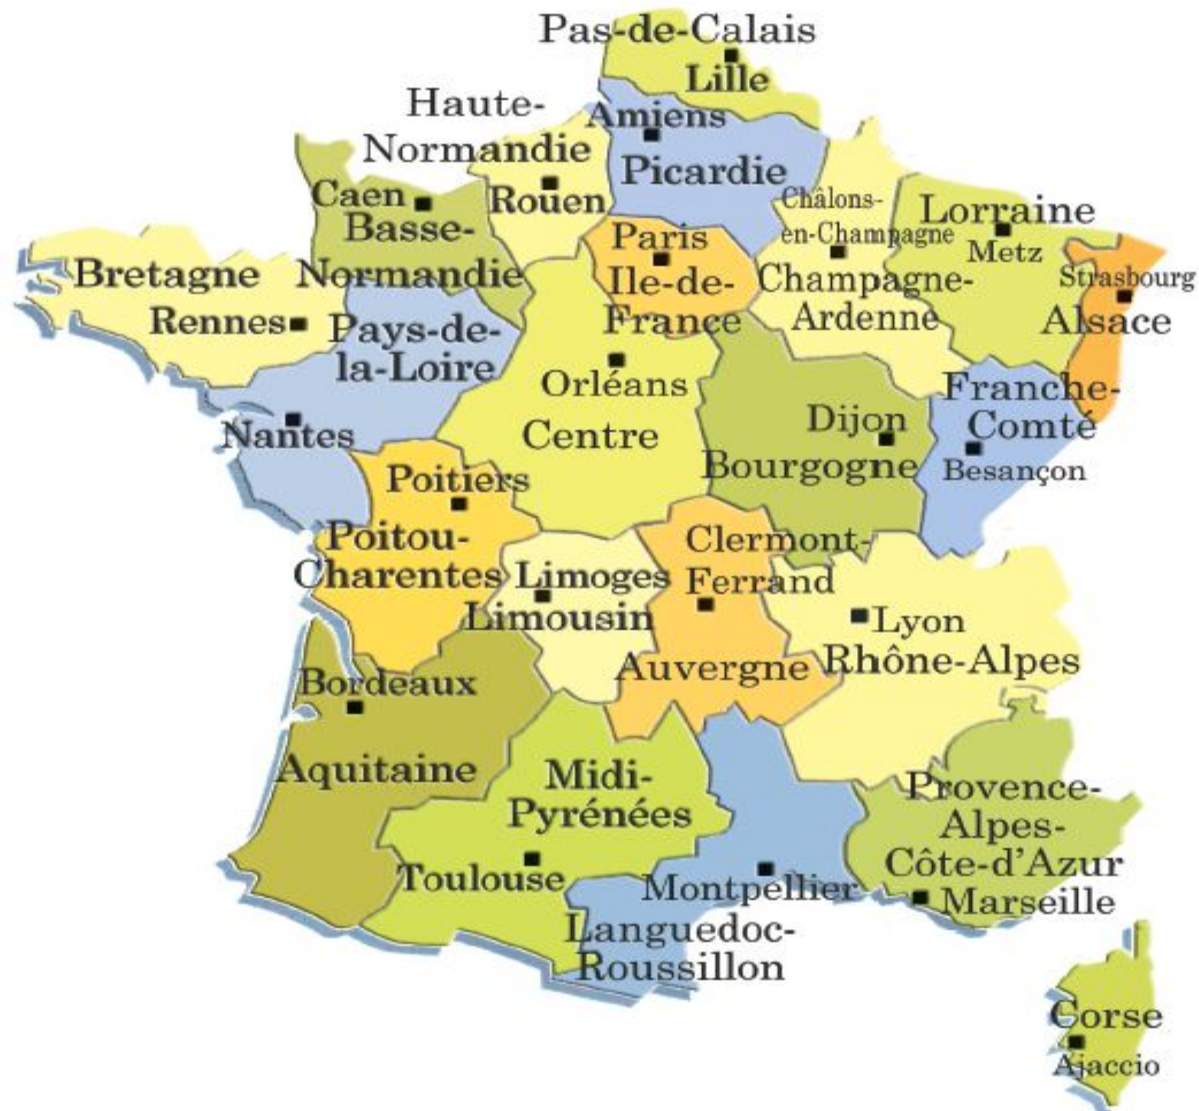 Pas-de-Calais
Lille
Haute-
Normandie
Rouen
Amiens
Picardie
Caen
Basse-
Normandie
Châlons-
en-Champagne
Champagne-
Ardenne
Lorraine
Metz
Strasbourg
Alsace
Paris
Ile-de-
France
Bretagne
Rennes
Pays-de-
la-Loire
Nantes
Orléans
Centre
Dijon
Bourgogne
Franche-
Comté
Besançon
Poitiers
Poitou-
Charentes
Limoges
Limousin
Clermont-
Ferrand
Auvergne
Lyon
Rhône-Alpes
Bordeaux
Aquitaine
Midi-
Pyrénées
Toulouse
Montpellier
Languedoc-
Roussillon
Provence-
Alpes-
Côte-d'Azur
Marseille
Corse
Ajaccio